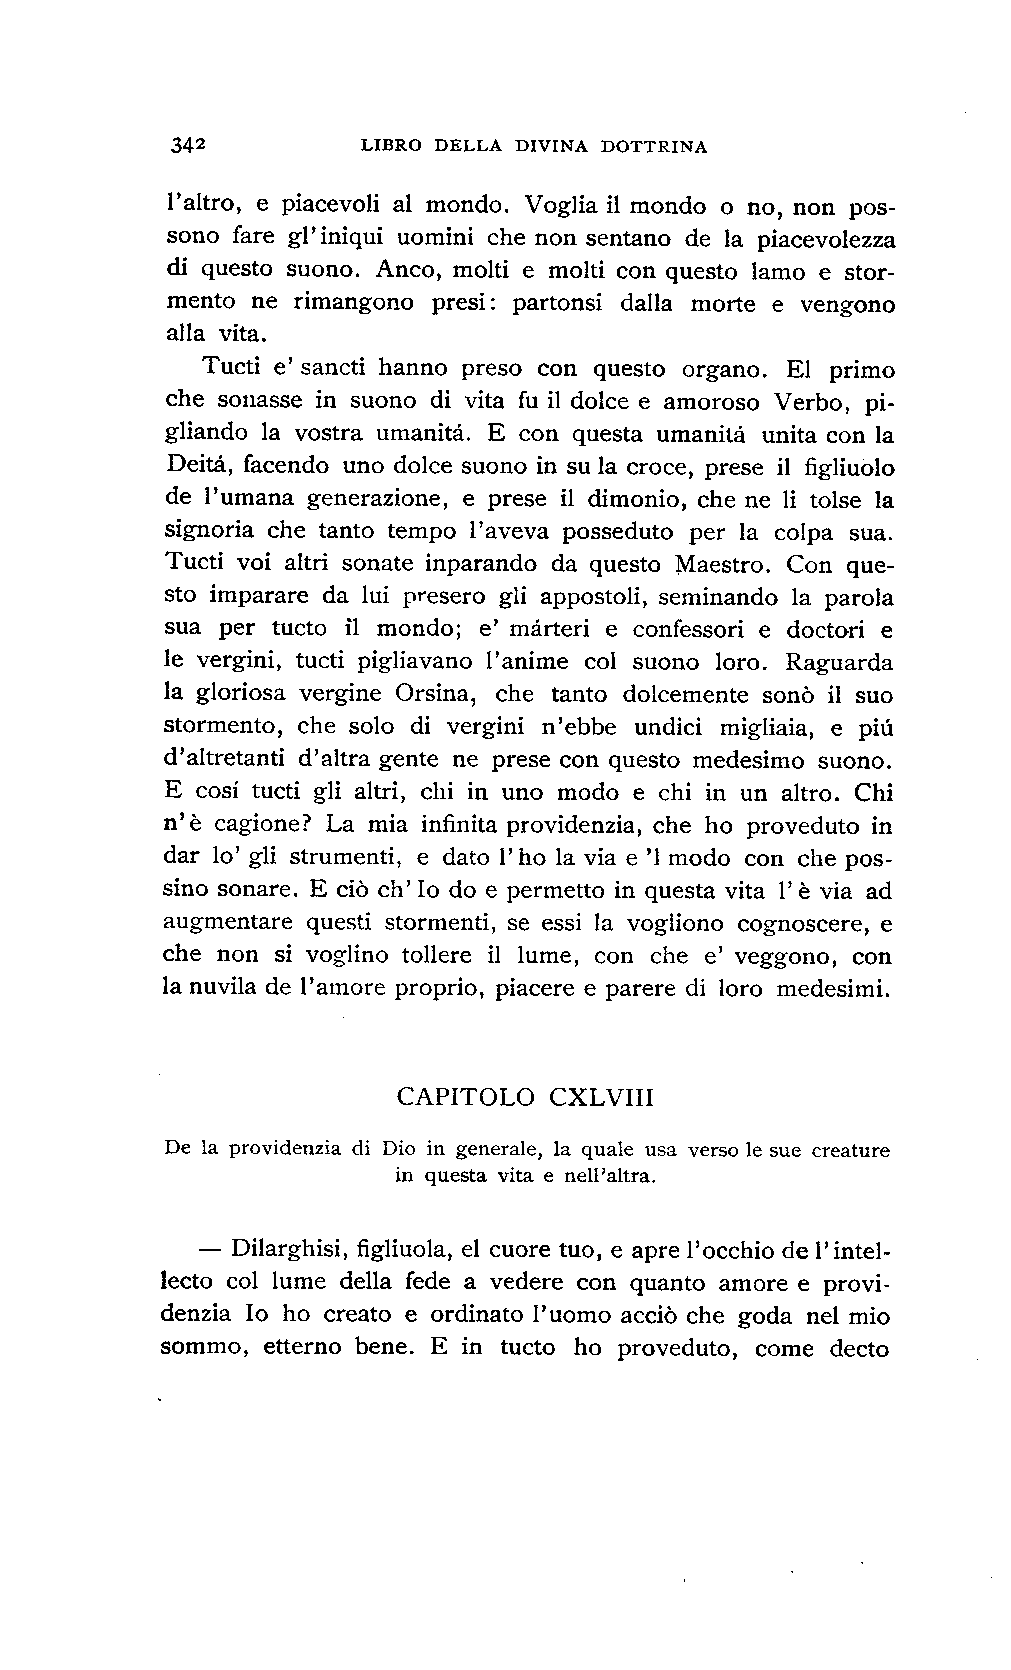 342 LIBRO DELLA DIVINA DOTTRINA
l'altro, e piacevoli al mondo. Voglia il mondo o no, non pos-
sono fare gl'iniqui uomini che non sentano de la piacevolezza
di questo suono. Anco, molti e molti con questo lamo e stor-
mento ne rimangono presi: partonsi dalla morte e vengono
alla vita.
Tucti e' sancti hanno preso con questo organo. El primo
che sonasse in suono di vita fu il dolce e amoroso Verbo, pi-
gliando la vostra umanitá. E con questa umanitá unita con la
Deitá, facendo uno dolce suono in su la croce, prese il figliuolo
de l'umana generazione, e prese il dimonio, che ne li tolse la
signoria che tanto tempo l'aveva posseduto per la colpa sua.
Tucti voi altri sonate inparando da questo Maestro. Con que-
sto imparare da lui presero gli appostoli, seminando la parola
sua per tucto il mondo; e' márteri e confessori e doctori e
le vergini, tucti pigliavano l'anime col suono loro. Raguarda
la gloriosa vergine Orsina, che tanto dolcemente sonò il suo
stormento, che solo di vergini n'ebbe undici migliaia, e piú
d'altretanti d'altra gente ne prese con questo medesimo suono.
E cosí tucti gli altri, chi in uno modo e chi in un altro. Chi
n'è cagione? La mia infinita providenzia, che ho proveduto in
dar lo' gli strumenti, e dato l'ho la via e 'l modo con che pos-
sino sonare. E ciò ch'Io do e permetto in questa vita l'è via ad
augmentare questi stormenti, se essi la vogliono cognoscere, e
che non si voglino tollere il lume, con che e' veggono, con
la nuvila de l'amore proprio, piacere e parere di loro medesimi.
CAPITOLO CXLVIII
De la providenzia di Dio in generale, la quale usa verso le sue creature
in questa vita e nell'altra.
— Dilarghisi, figliuola, el cuore tuo, e apre l'occhio de l'intel-
lecto col lume della fede a vedere con quanto amore e provi-
denzia Io ho creato e ordinato l'uomo acciò che goda nel mio
sommo, etterno bene. E in tucto ho proveduto, come decto